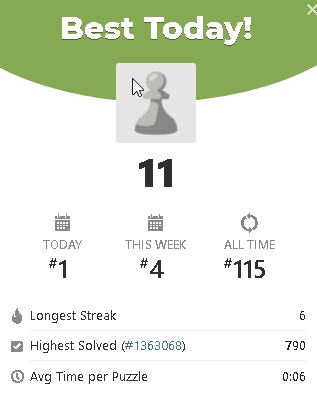 Best Today!
11
TODAY THIS WEEK ALL TIME
#1 #4 #115
Longest Streak 6
Highest Solved (#1363068) 790
Avg Time per Puzzle 0:06